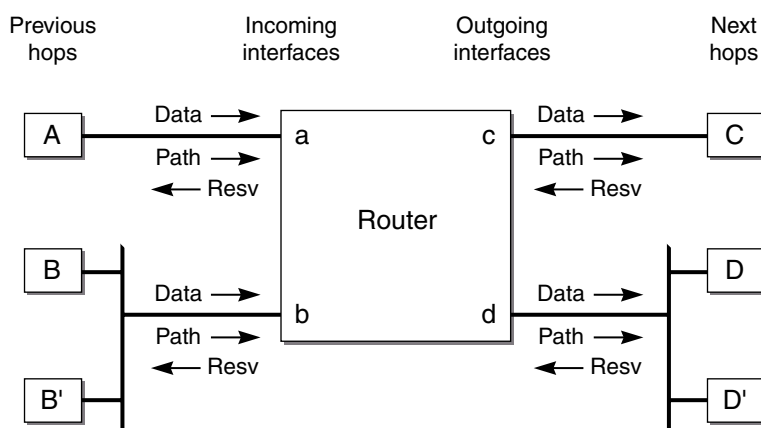 Previous hops
Incoming interfaces
Outgoing interfaces
Next hops
Data
Data
A
a
c
C
Path
Path
Resv
Resv
Router
B
D
Data
Data
b
d
Path
Path
Resv
Resv
B'
D'